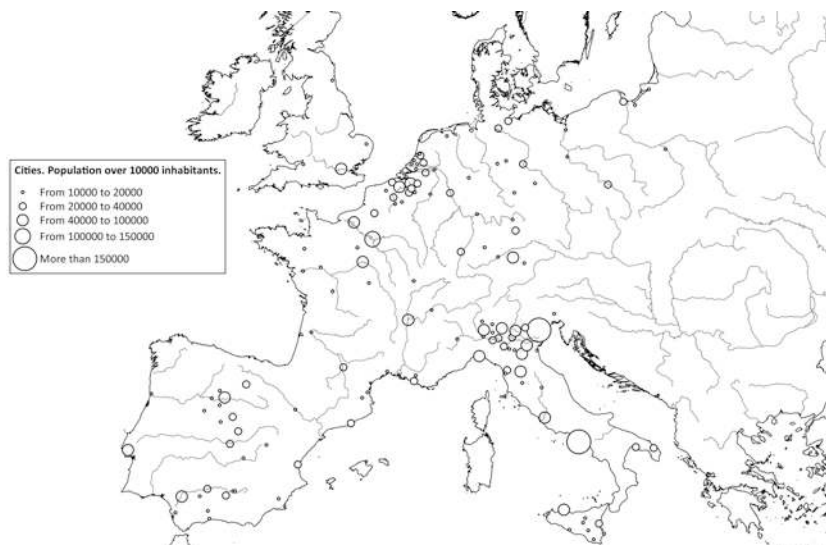 Cities. Population over 10000 inhabitants.
From 10000 to 20000
From 20000 to 40000
From 40000 to 100000
From 100000 to 150000
More than 150000